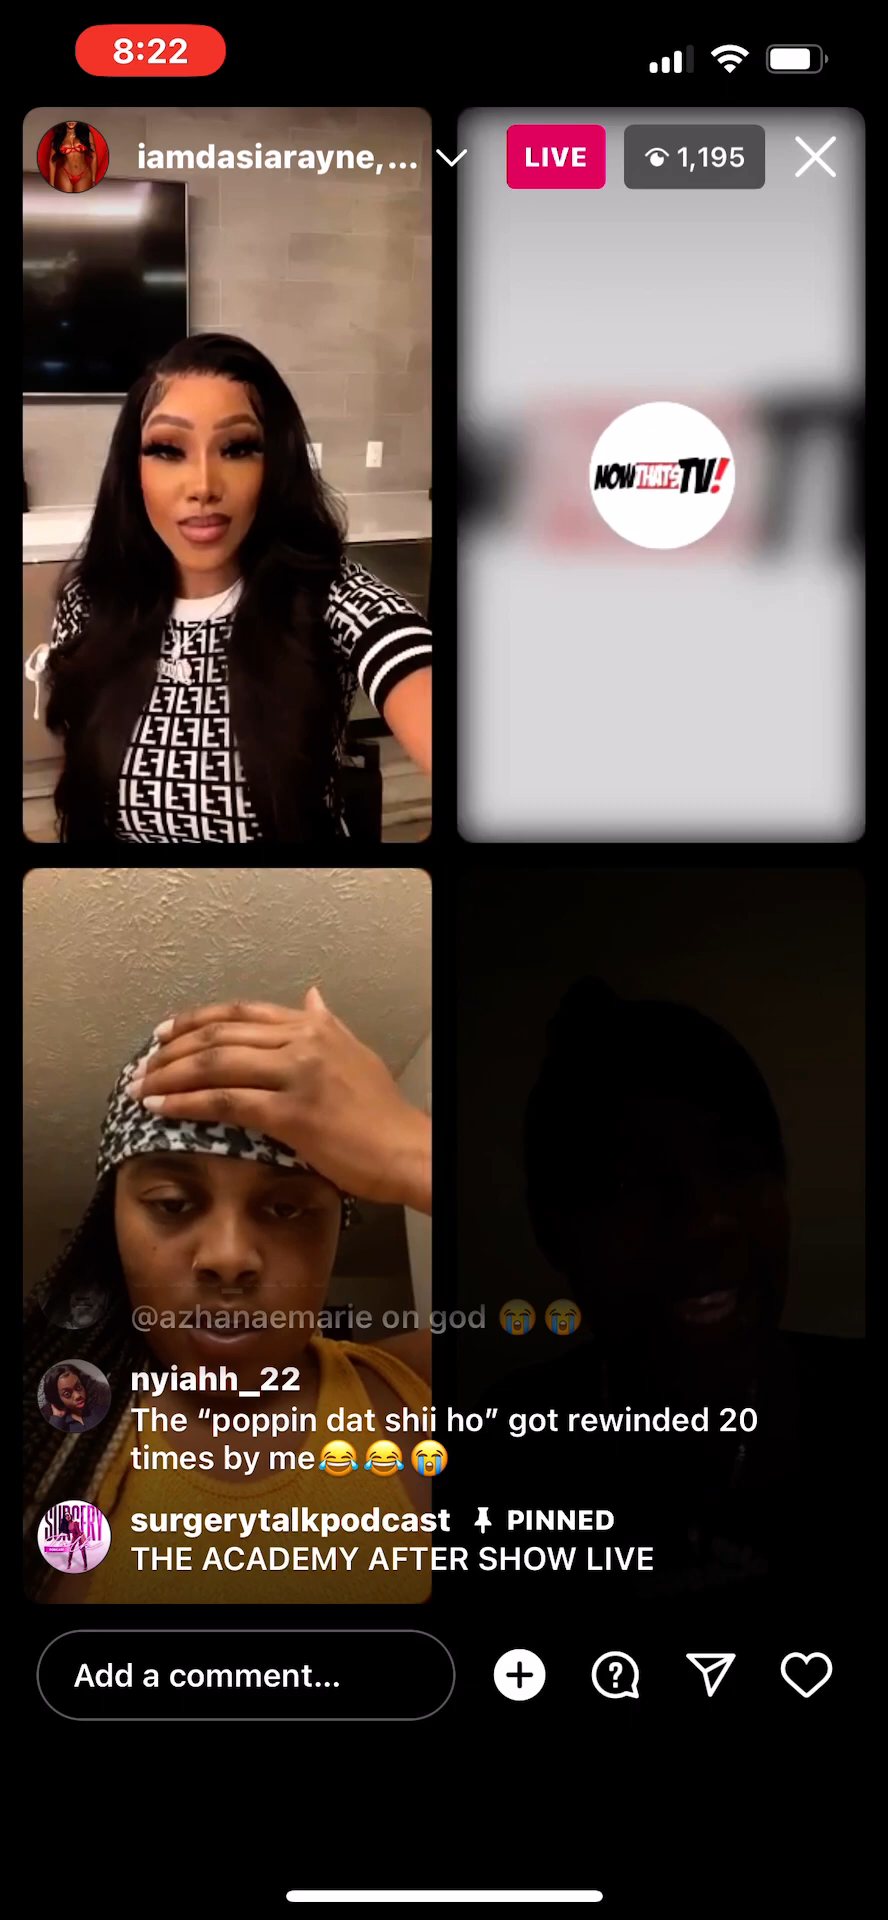 8:22
iamdasiarayne,...
LIVE
1,195
NOW THAT'S TV!
@azhanaemarie on god 😭😭
nyiahh_22
The “poppin dat shii ho” got rewinded 20
times by me😂😂😭
surgerytalkpodcast PINNED
THE ACADEMY AFTER SHOW LIVE
Add a comment...